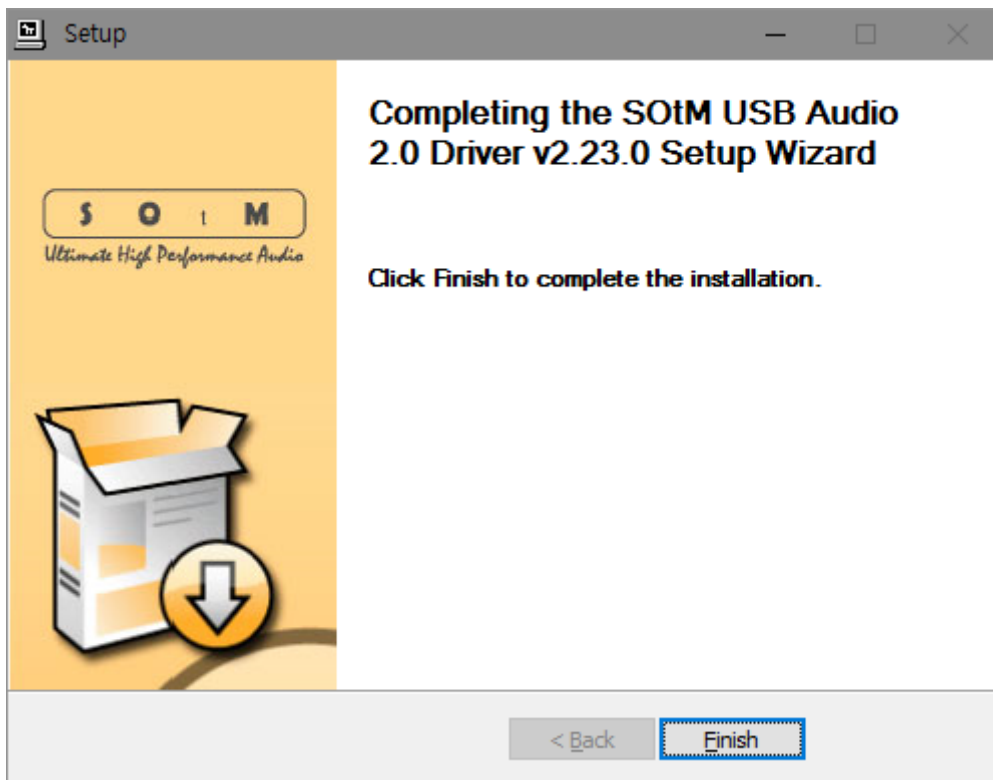 Setup
Completing the SOtM USB Audio
2.0 Driver v2.23.0 Setup Wizard
S O t M
Ultimate High Performance Audio
Click Finish to complete the installation.
< Back
Finish